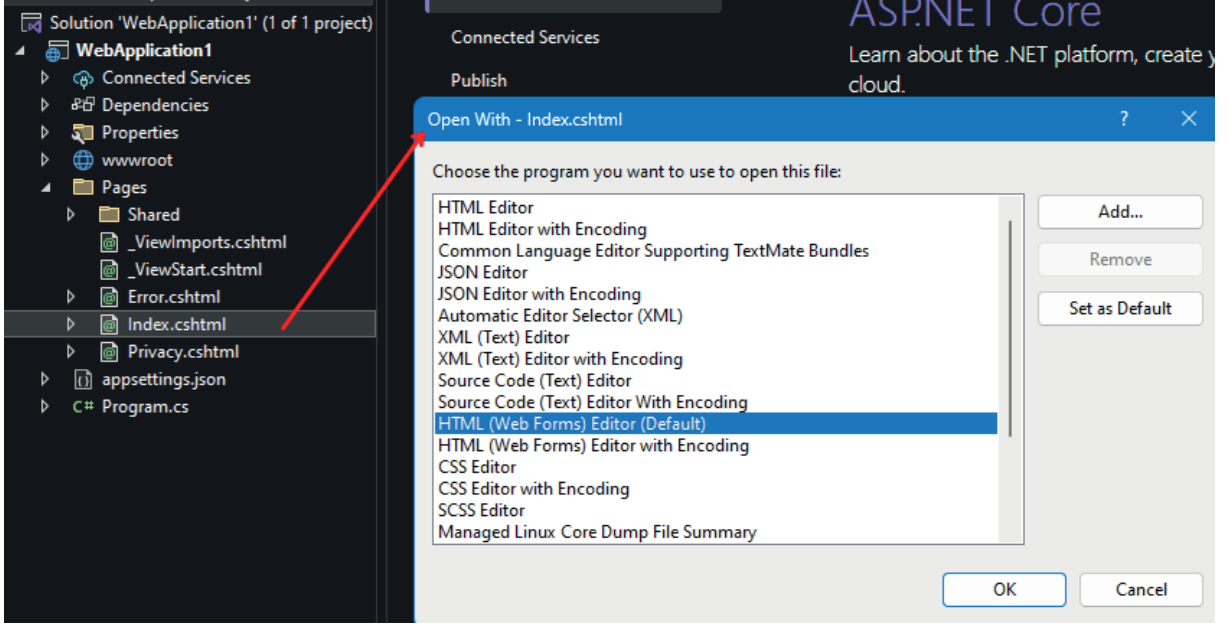 Solution 'WebApplication1' (1 of 1 project)
WebApplication1
Connected Services
Dependencies
Properties
wwwroot
Pages
Shared
_ViewImports.cshtml
_ViewStart.cshtml
Error.cshtml
Index.cshtml
Privacy.cshtml
appsettings.json
C# Program.cs
Connected Services
Publish
ASP.NET Core
Learn about the .NET platform, create
cloud.
Open With - Index.cshtml
?
Choose the program you want to use to open this file:
HTML Editor
HTML Editor with Encoding
Common Language Editor Supporting TextMate Bundles
JSON Editor
JSON Editor with Encoding
Automatic Editor Selector (XML)
XML (Text) Editor
XML (Text) Editor with Encoding
Source Code (Text) Editor
Source Code (Text) Editor With Encoding
HTML (Web Forms) Editor (Default)
HTML (Web Forms) Editor with Encoding
CSS Editor
CSS Editor with Encoding
SCSS Editor
Managed Linux Core Dump File Summary
Add...
Remove
Set as Default
OK
Cancel